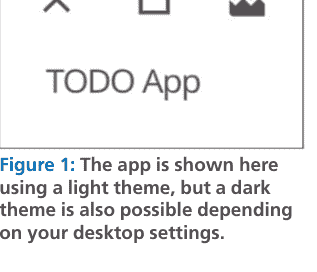 TODO App
Figure 1: The app is shown here
using a light theme, but a dark
theme is also possible depending
on your desktop settings.